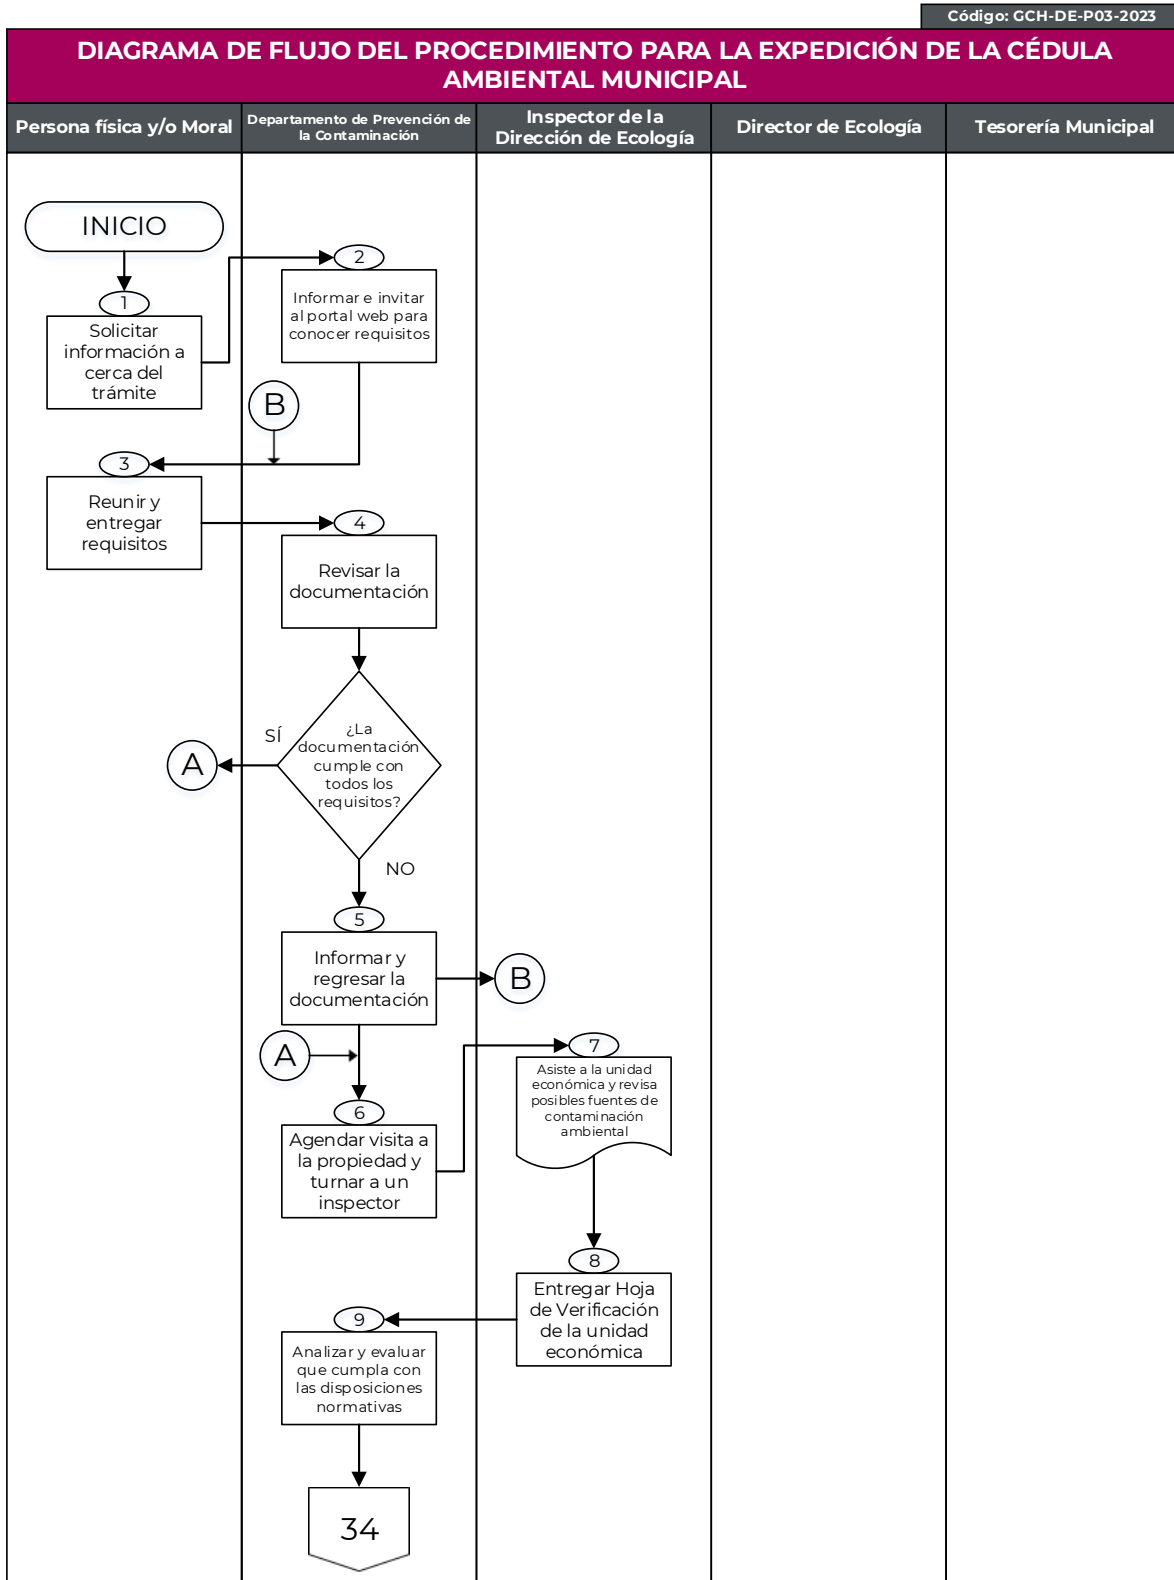 Código: GCH-DE-P03-2023
DIAGRAMA DE FLUJO DEL PROCEDIMIENTO PARA LA EXPEDICIÓN DE LA CÉDULA
AMBIENTAL MUNICIPAL
Persona física y/o Moral
Departamento de Prevención de
la Contaminación
Inspector de la
Dirección de Ecología
Director de Ecología
Tesorería Municipal
INICIO
1
Solicitar
información a
cerca del
trámite
2
Informar e invitar
al portal web para
conocer requisitos
B
3
Reunir y
entregar
requisitos
4
Revisar la
documentación
¿La
documentación
cumple con
todos los
requisitos?
SÍ
A
NO
5
Informar y
regresar la
documentación
B
A
6
Agendar visita a
la propiedad y
turnar a un
inspector
7
Asiste a la unidad
económica y revisa
posibles fuentes de
contaminación
ambiental
8
Entregar Hoja
de Verificación
de la unidad
económica
9
Analizar y evaluar
que cumpla con
las disposiciones
normativas
34